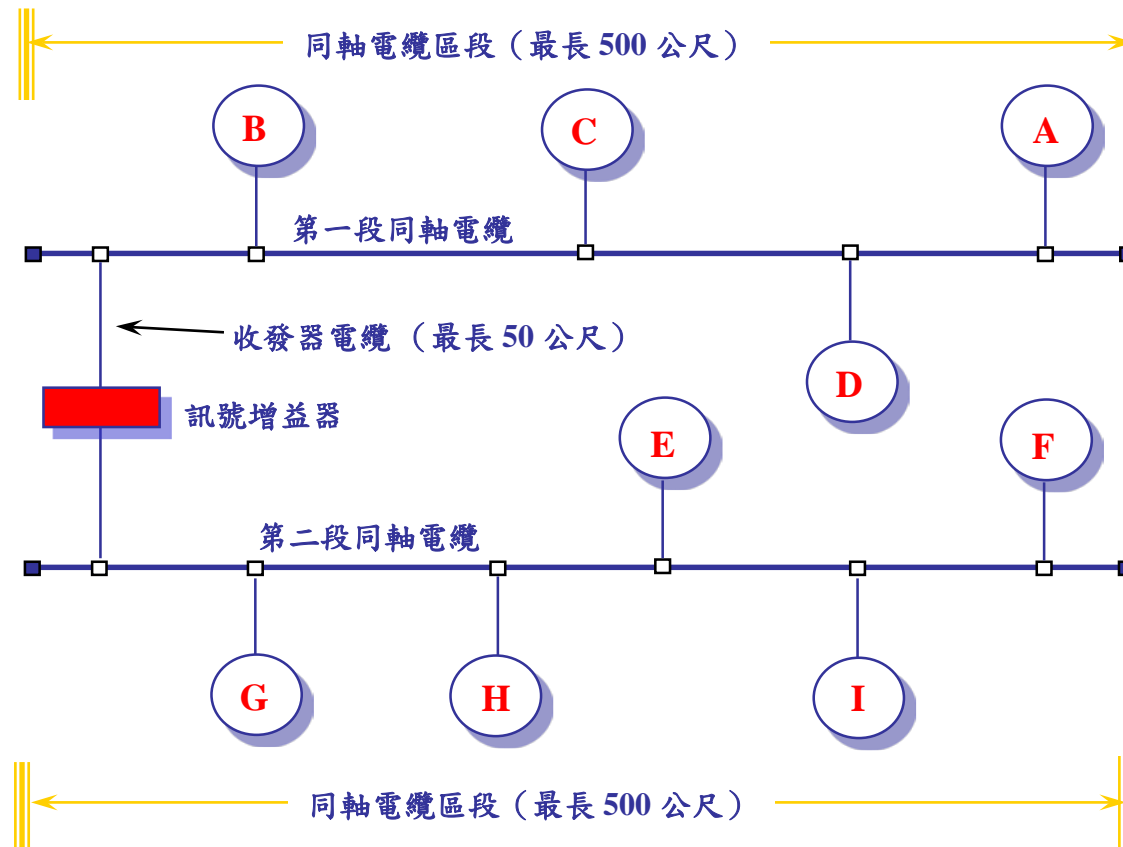 同軸電纜區段（最長 500 公尺）
B
C
A
第一段同軸電纜
收發器電纜 （最長 50 公尺）
D
訊號增益器
E
F
第二段同軸電纜
G
H
I
同軸電纜區段（最長 500 公尺）